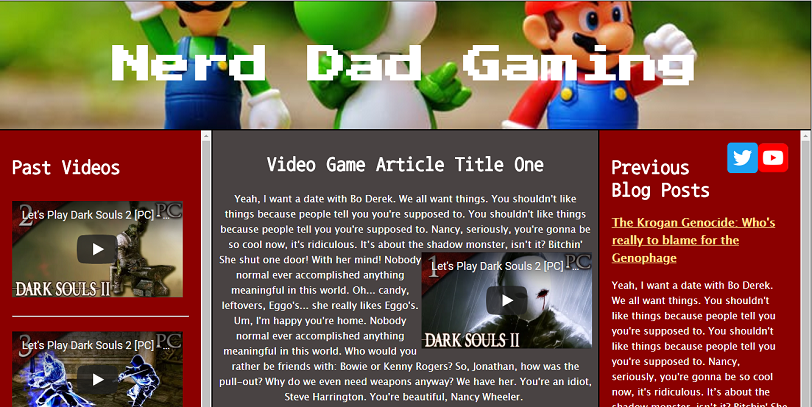 Nerd Dad Gaming
Past Videos
2
Let's Play Dark Souls 2 [PC] - ...
PC
DARK SOULS II
3
Let's Play Dark Souls 2 [PC] - ...
PC
Video Game Article Title One
Yeah, I want a date with Bo Derek. We all want things. You shouldn't like
things because people tell you you're supposed to. You shouldn't like things
because people tell you you're supposed to. Nancy, seriously, you're gonna be
so cool now, it's ridiculous. It's about the shadow monster, isn't it? Bitchin'
She shut one door! With her mind! Nobody
normal ever accomplished anything
meaningful in this world. Oh... candy,
leftovers, Eggo's... she really likes Eggo's.
Um, I'm happy you're home. Nobody
normal ever accomplished anything
meaningful in this world. Who would you
rather be friends with: Bowie or Kenny Rogers? So, Jonathan, how was the
pull-out? Why do we even need weapons anyway? We have her. You're an idiot,
Steve Harrington. You're beautiful, Nancy Wheeler.
1
Let's Play Dark Souls 2 [PC] - ...
PC
DARK SOULS II
Previous
Blog Posts
The Krogan Genocide: Who's
really to blame for the
Genophage
Yeah, I want a date with Bo Derek.
We all want things. You shouldn't
like things because people tell you
you're supposed to. You shouldn't
like things because people tell you
you're supposed to. Nancy,
seriously, you're gonna be so cool
now, it's ridiculous. It's about the
shadow monster, isn't it? Bitchin' She